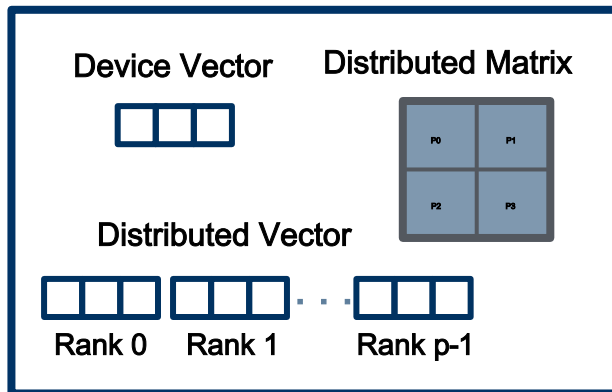 Device Vector
Distributed Matrix
P0 P1
P2 P3
Distributed Vector
Rank 0 Rank 1 Rank p-1